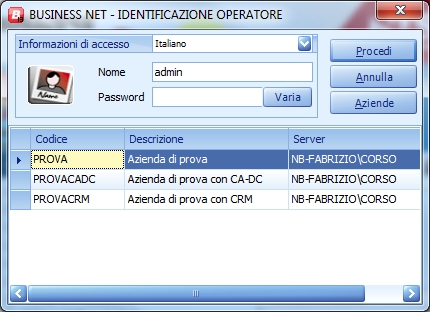 BUSINESS NET - IDENTIFICAZIONE OPERATORE
Informazioni di accesso Italiano
Procedi
Nome admin
Annulla
Password Varia
Aziende
Name
Codice Descrizione Server
PROVA Azienda di prova NB-FABRIZIO\CORSO
PROVACADC Azienda di prova con CA-DC NB-FABRIZIO\CORSO
PROVACRM Azienda di prova con CRM NB-FABRIZIO\CORSO